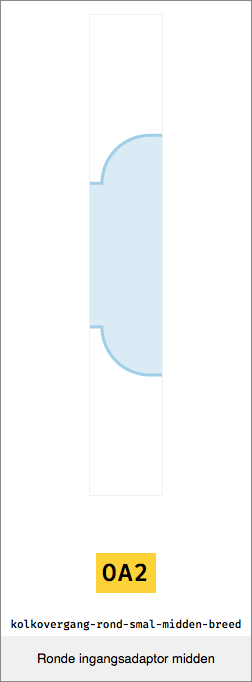 OA2
kolkovergang-rond-smal-midden-breed
Ronde ingangsadaptor midden